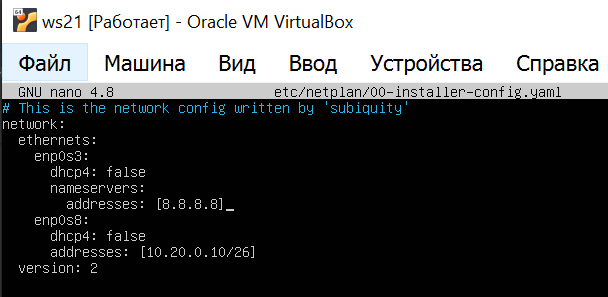 ws21 [Работает] - Oracle VM VirtualBox
Файл Машина Вид Ввод Устройства Справка
GNU nano 4.8 etc/netplan/00-installer-config.yaml
# This is the network config written by 'subiquity'
network:
  ethernets:
    enp0s3:
      dhcp4: false
      nameservers:
        addresses: [8.8.8.8]
    enp0s8:
      dhcp4: false
      addresses: [10.20.0.10/26]
  version: 2